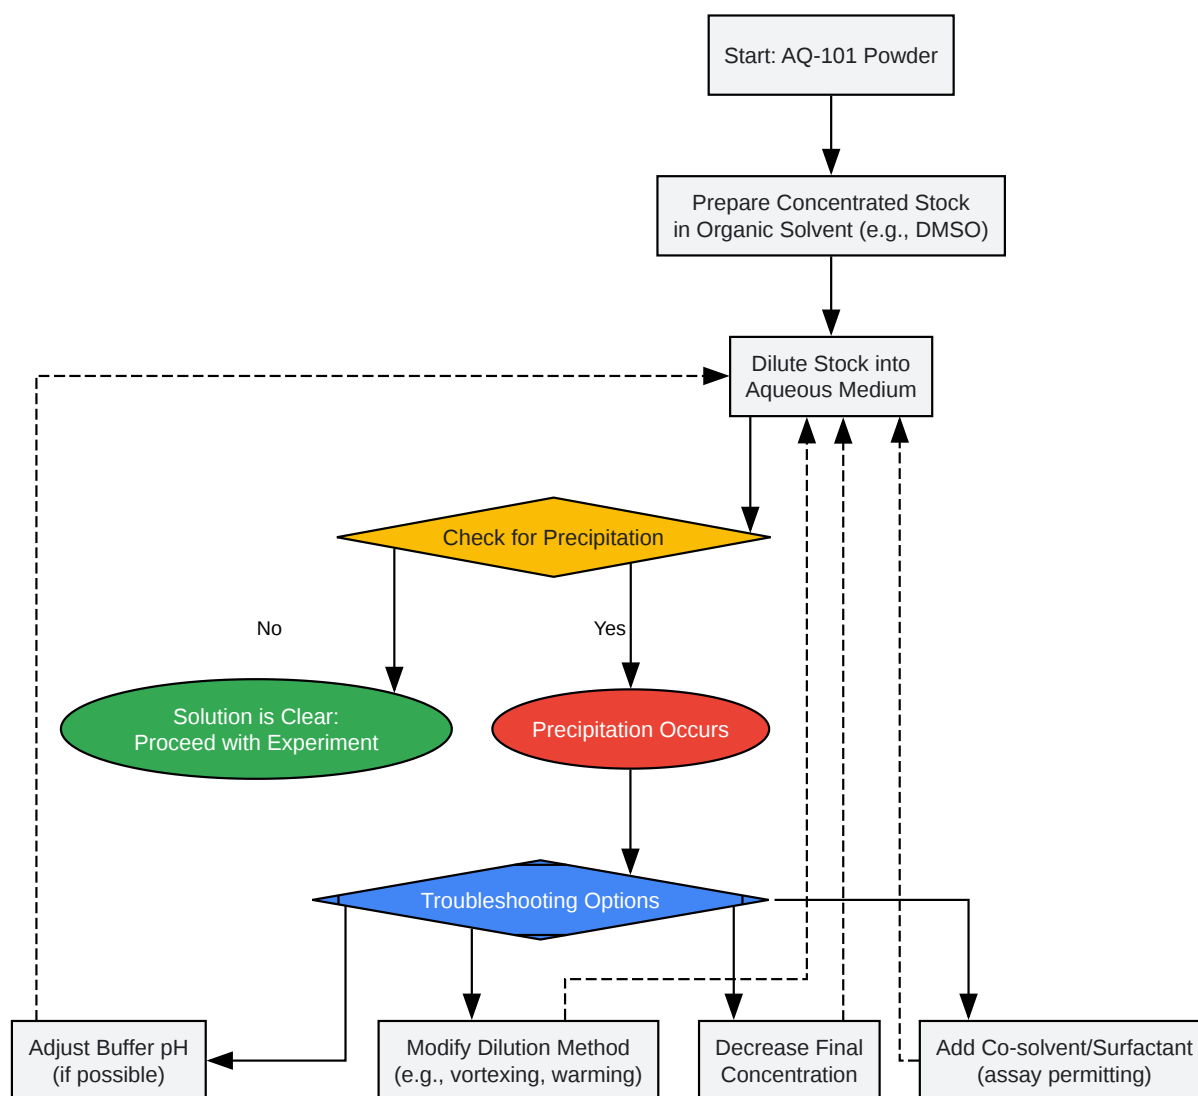 Start: AQ-101 Powder
Prepare Concentrated Stock
in Organic Solvent (e.g., DMSO)
Dilute Stock into
Aqueous Medium
Check for Precipitation
No
Yes
Solution is Clear:
Proceed with Experiment
Precipitation Occurs
Troubleshooting Options
Adjust Buffer pH
(if possible)
Modify Dilution Method
(e.g., vortexing, warming)
Decrease Final
Concentration
Add Co-solvent/Surfactant
(assay permitting)